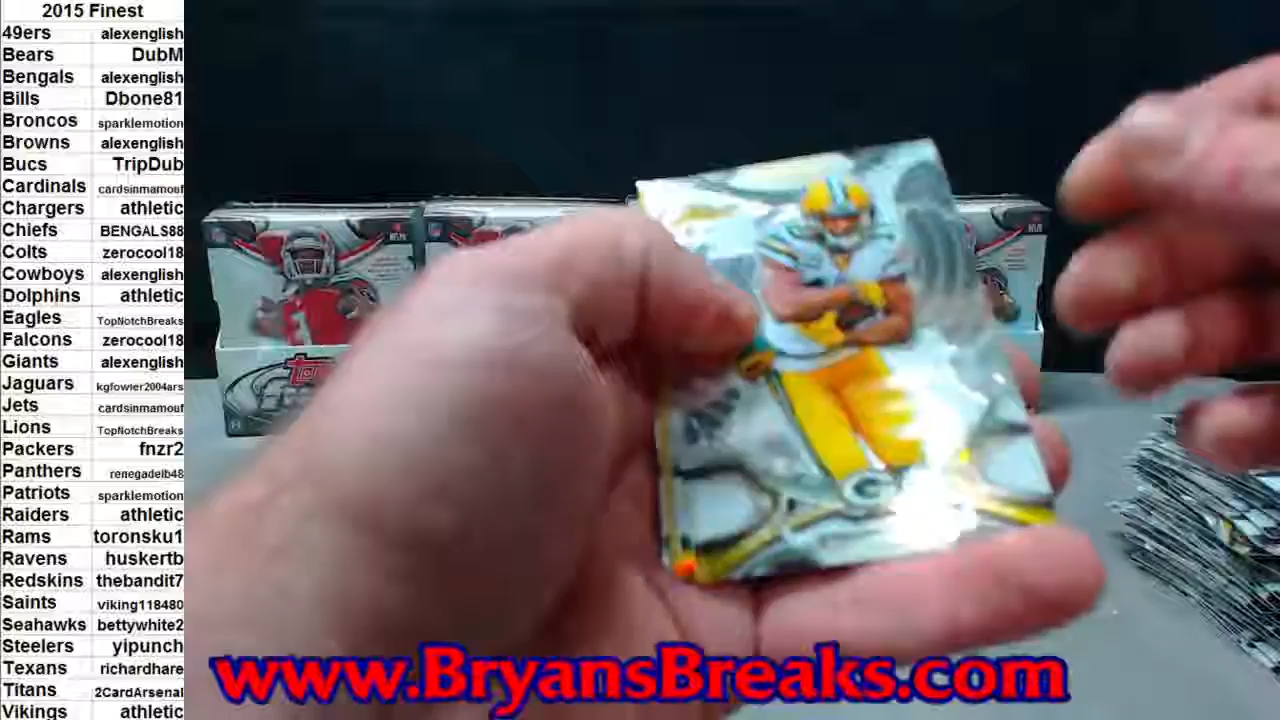 2015 Finest
49ers alexenglish
Bears DubM
Bengals alexenglish
Bills Dbone81
Broncos sparklemotion
Browns alexenglish
Bucs TripDub
Cardinals cardsinmamouf
Chargers athletic
Chiefs BENGALS88
Colts zerocool18
Cowboys alexenglish
Dolphins athletic
Eagles TopNotchBreaks
Falcons zerocool18
Giants alexenglish
Jaguars kgfowler2004ars
Jets cardsinmamouf
Lions TopNotchBreaks
Packers fnzr2
Panthers renegadelb48
Patriots sparklemotion
Raiders athletic
Rams toronsku1
Ravens huskertb
Redskins thebandit7
Saints viking118480
Seahawks bettywhite2
Steelers yipunch
Texans richardhare
Titans 2CardArsenal
Vikings athletic
www.BryansBreaks.com